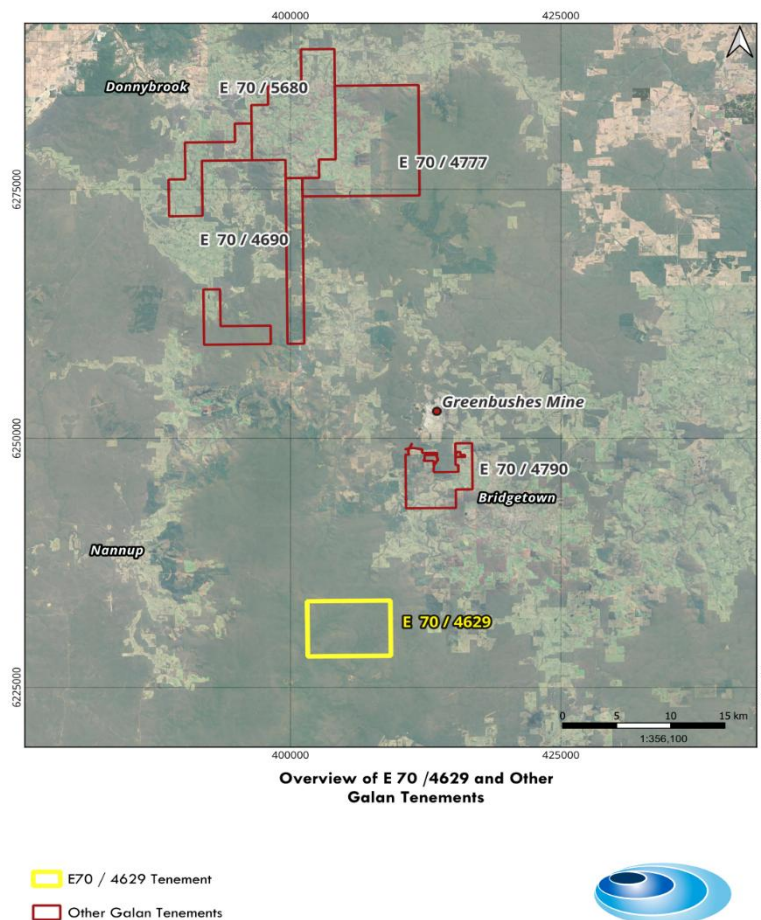 400000 425000
Donnybrook
E 70 / 5680
E 70 / 4777
6275000
E 70 / 4690
Greenbushes Mine
6250000
E 70 / 4790
Bridgetown
Nannup
E 70 / 4629
6225000
0 5 10 15 km
1:356,100
400000 425000
Overview of E 70 /4629 and Other
Galan Tenements
E70 / 4629 Tenement
Other Galan Tenements